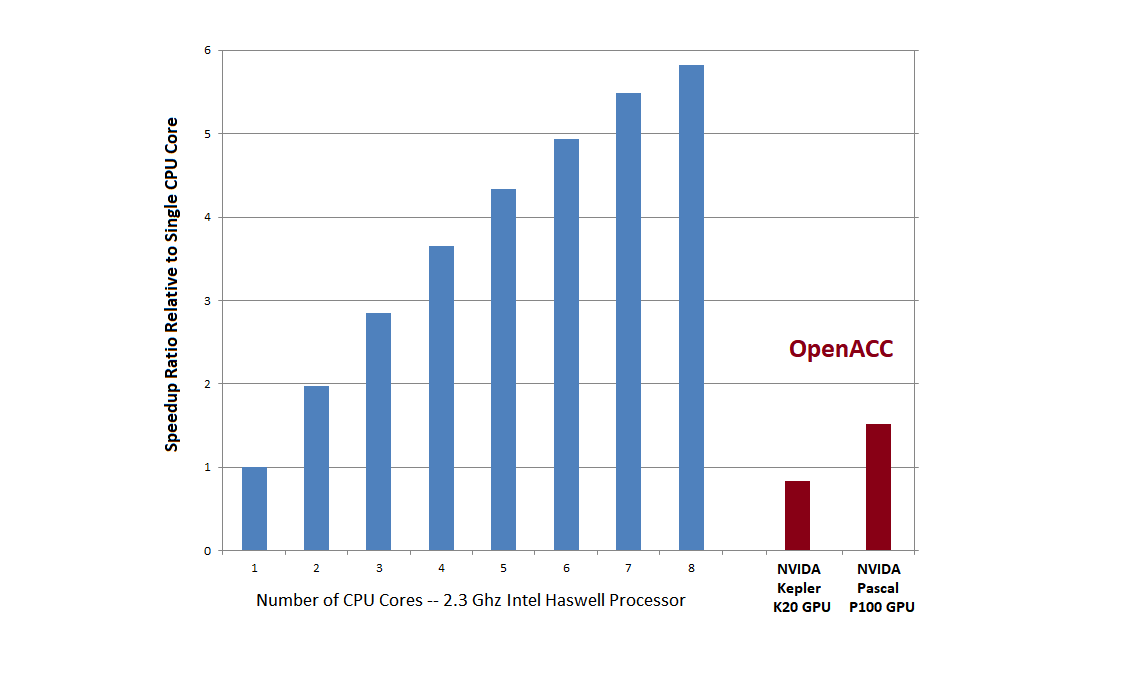 Speedup Ratio Relative to Single CPU Core
6
5
4
3
2
1
0
OpenACC
1 2 3 4 5 6 7 8
NVIDA
Kepler
K20 GPU
NVIDA
Pascal
P100 GPU
Number of CPU Cores -- 2.3 Ghz Intel Haswell Processor